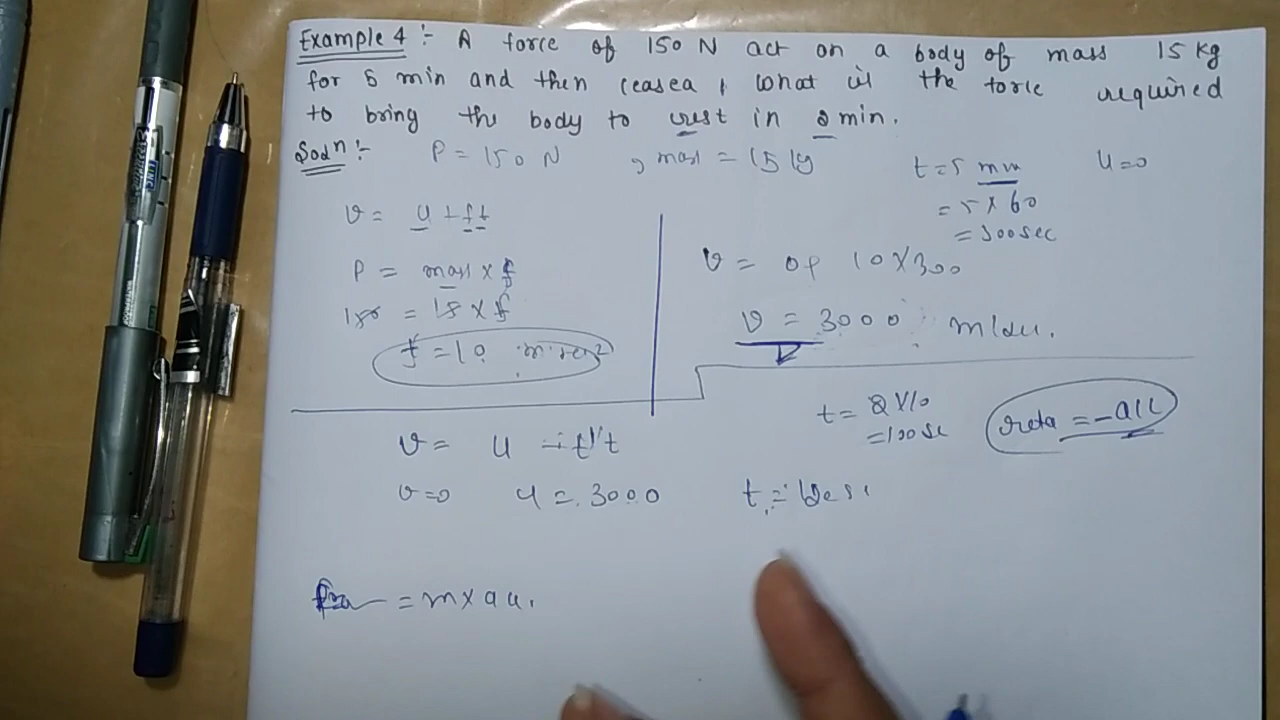 Example 4 :- A force of 150 N act on a body of mass 15 kg
for 5 min and then ceasea, what is the force required
to bring the body to rest in 2 min.
Soln :- P = 150 N , mass = 15 kg t = 5 min u = 0
= 5 x 60
= 300 sec
v = u + ft
P = mass x f
150 = 15 x f
f = 10 m·sec2
v = 0 + 10 x 300
v = 3000 m/sec.
t = 2 x
= sec
reta = -acc
v = u
v=0 u = 3000 t =
= m x